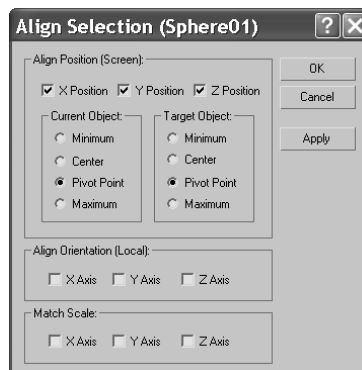 Align Selection (Sphere01) ? X
Align Position (Screen):
X Position Y Position Z Position
Current Object: Target Object:
Minimum Minimum
Center Center
Pivot Point Pivot Point
Maximum Maximum
OK
Cancel
Apply
Align Orientation (Local):
X Axis Y Axis Z Axis
Match Scale:
X Axis Y Axis Z Axis